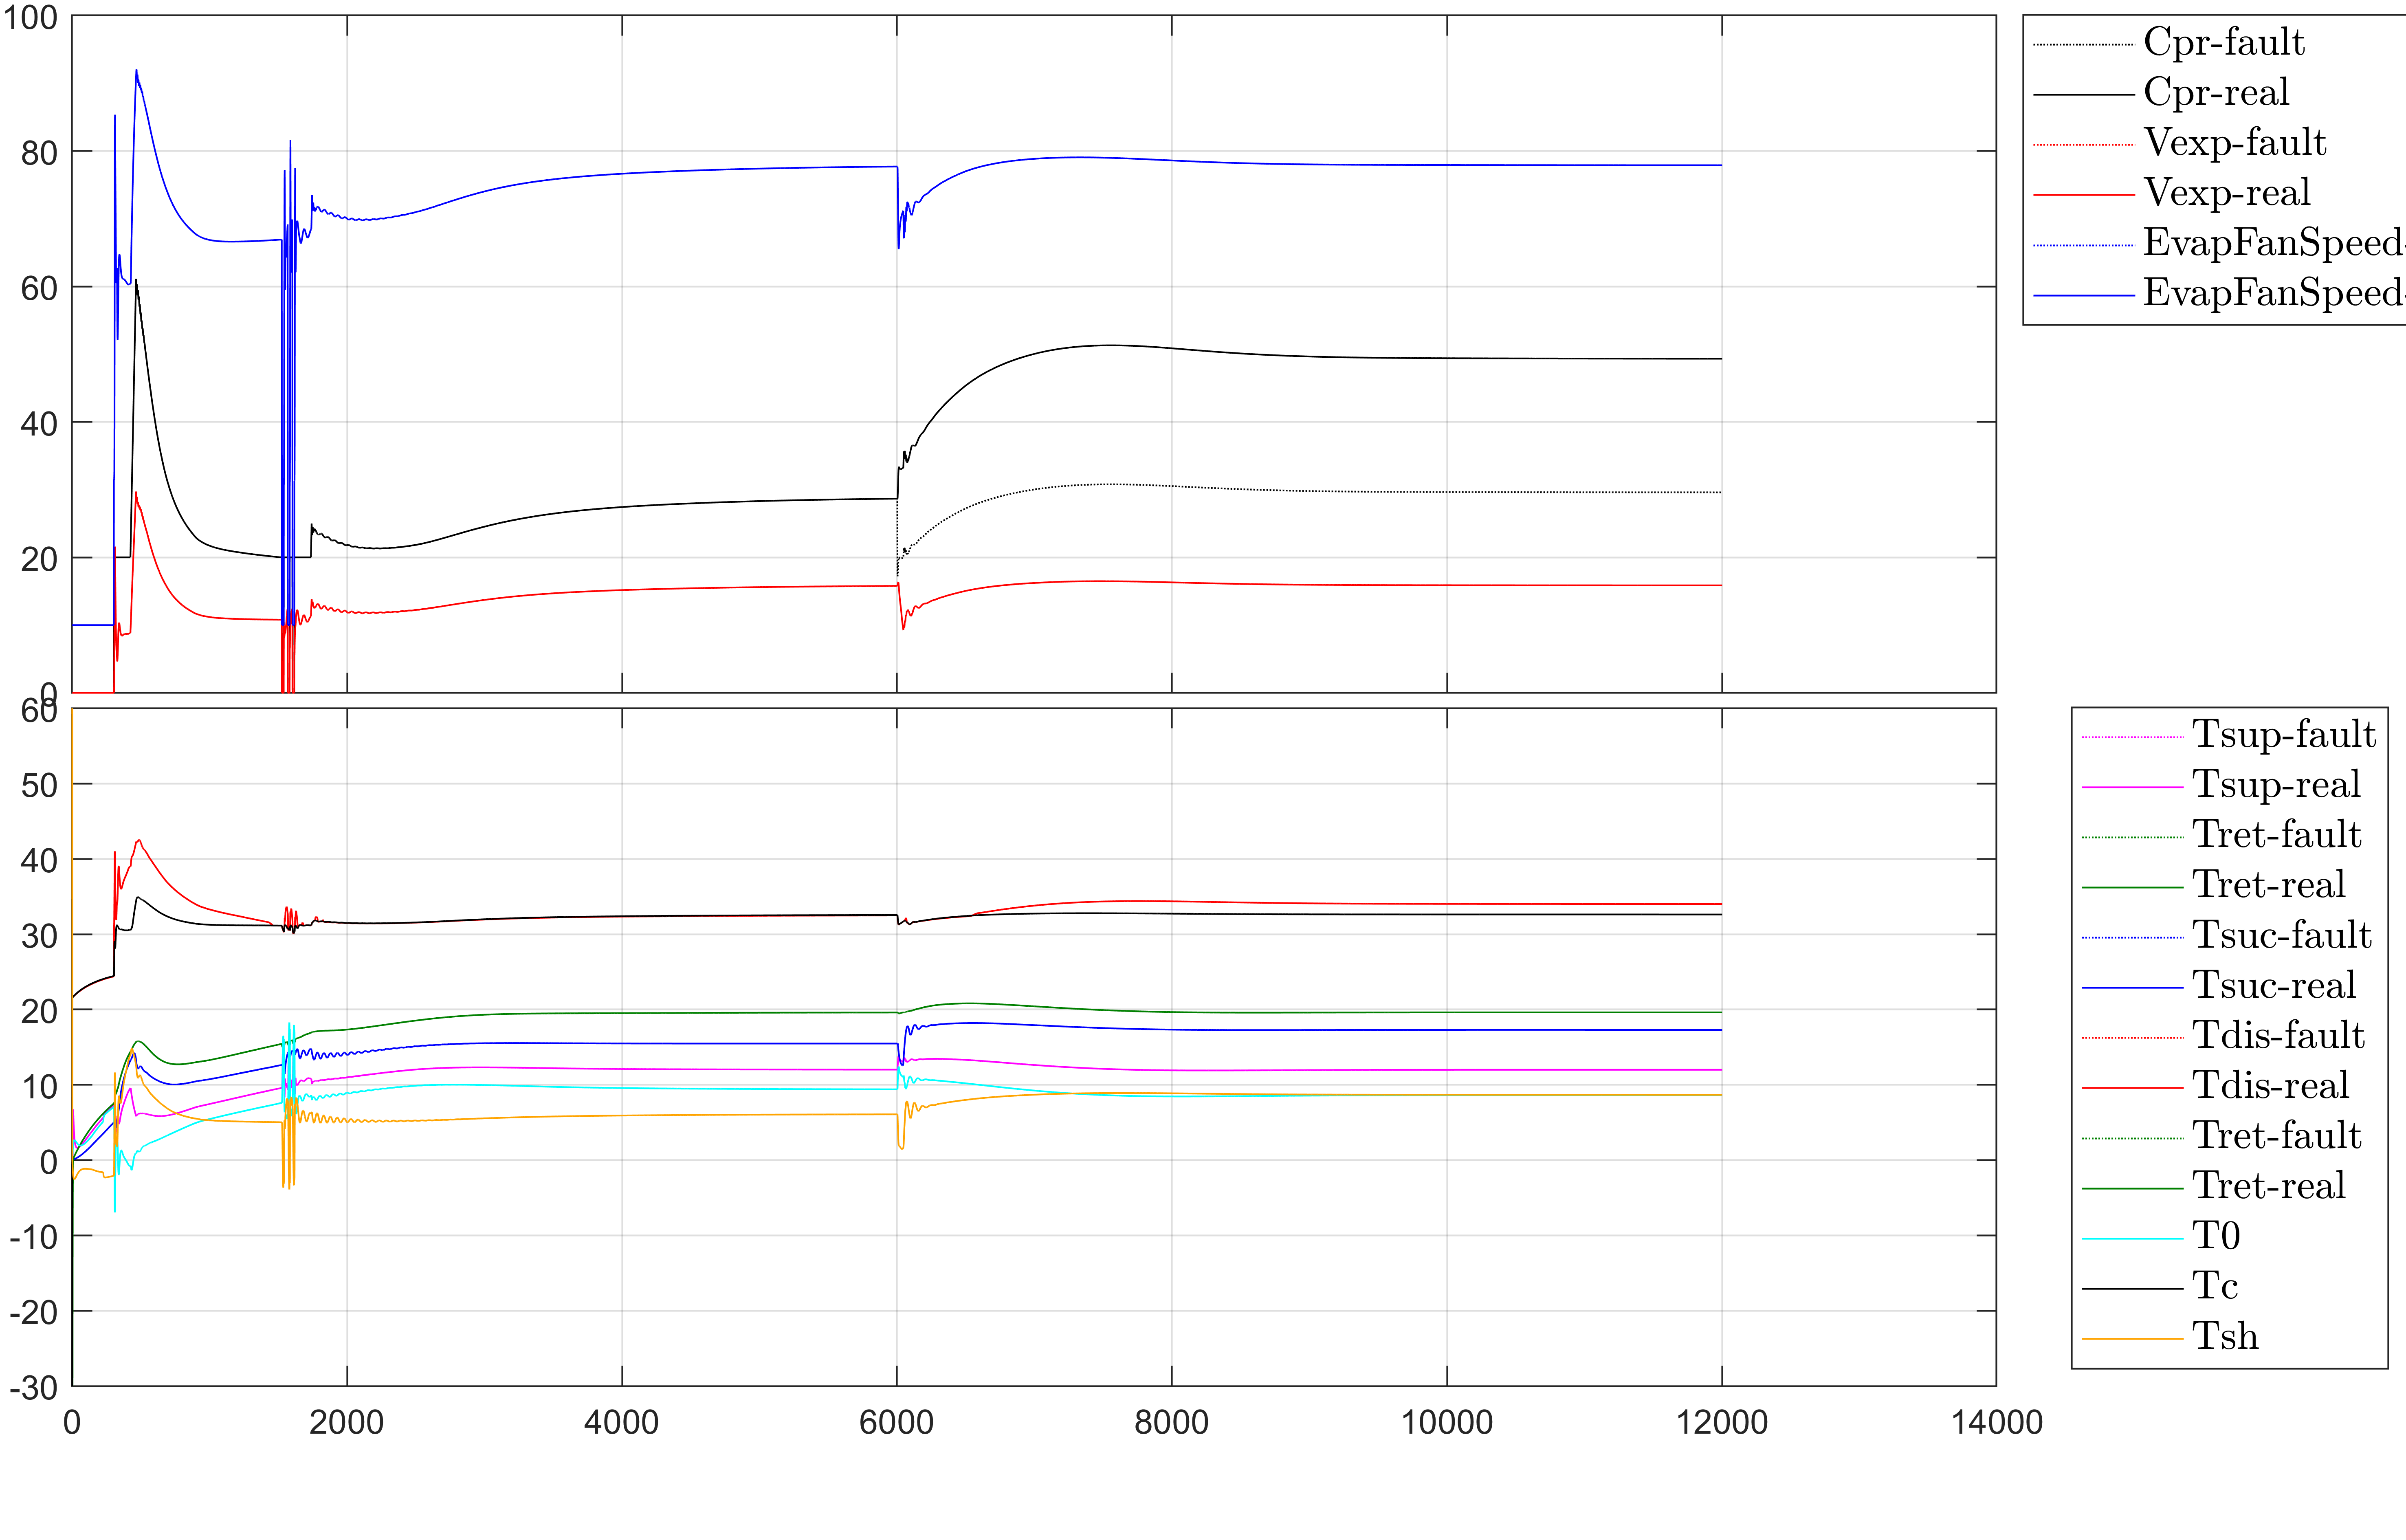 100
80
60
40
20
0
Cpr-fault
Cpr-real
Vexp-fault
Vexp-real
EvapFanSpeed-
EvapFanSpeed-
60
50
40
30
20
10
0
-10
-20
-30
0 2000 4000 6000 8000 10000 12000 14000
Tsup-fault
Tsup-real
Tret-fault
Tret-real
Tsuc-fault
Tsuc-real
Tdis-fault
Tdis-real
Tret-fault
Tret-real
T0
Tc
Tsh